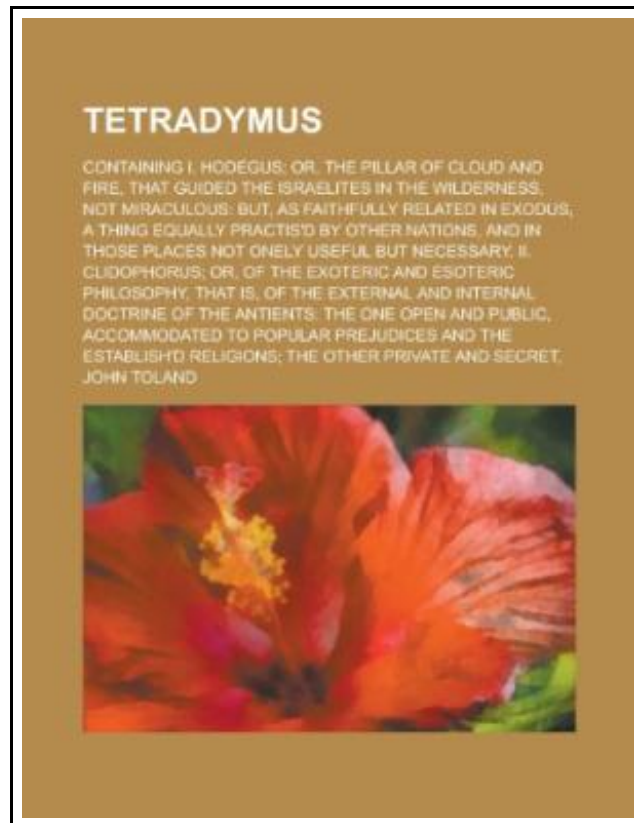 TETRADYMUS
CONTAINING I. HODEGUS; OR, THE PILLAR OF CLOUD AND
FIRE, THAT GUIDED THE ISRAELITES IN THE WILDERNESS,
NOT MIRACULOUS: BUT, AS FAITHFULLY RELATED IN EXODUS,
A THING EQUALLY PRACTIS'D BY OTHER NATIONS, AND IN
THOSE PLACES NOT ONELY USEFUL BUT NECESSARY. II.
CLIDOPHORUS; OR, OF THE EXOTERIC AND ESOTERIC
PHILOSOPHY, THAT IS, OF THE EXTERNAL AND INTERNAL
DOCTRINE OF THE ANTIENTS: THE ONE OPEN AND PUBLIC,
ACCOMMODATED TO POPULAR PREJUDICES AND THE
ESTABLISH'D RELIGIONS; THE OTHER PRIVATE AND SECRET,
JOHN TOLAND